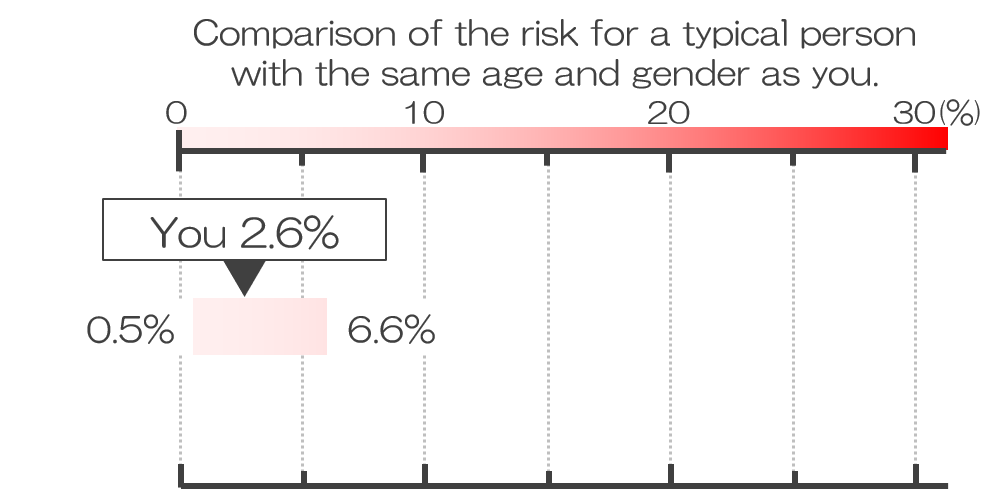 Comparison of the risk for a typical person
with the same age and gender as you.
0 10 20 30(%)
You 2.6%
0.5% 6.6%